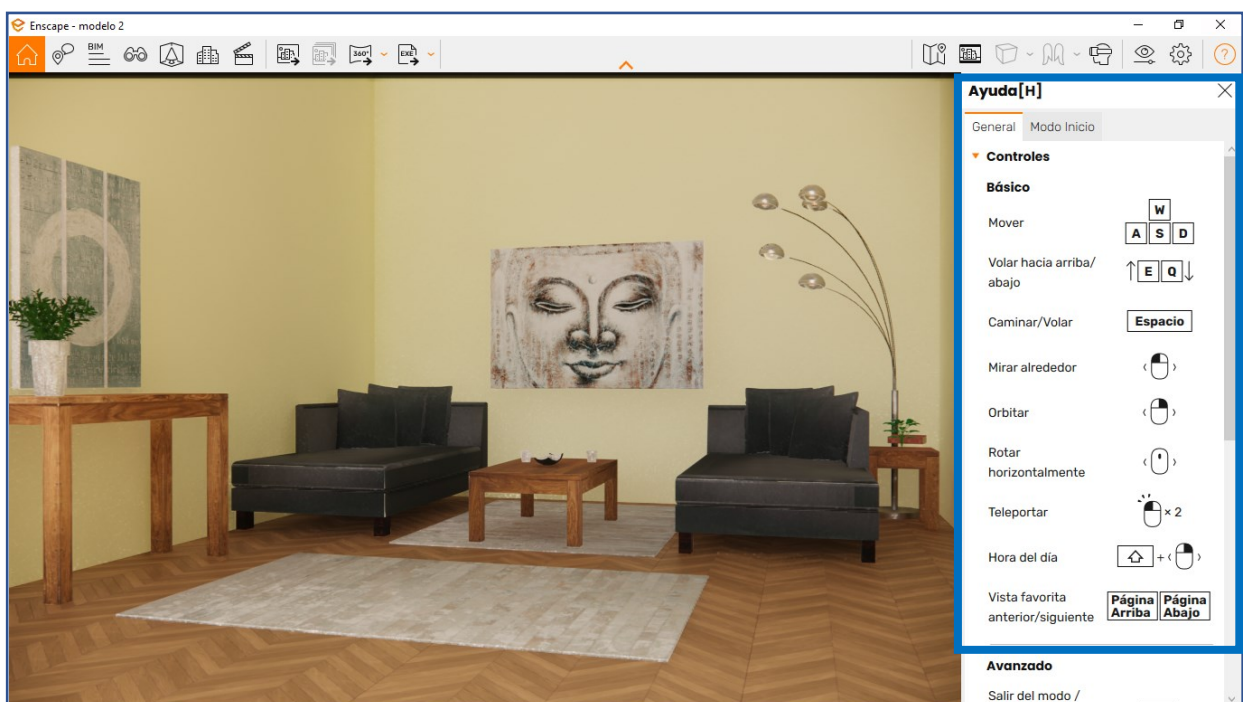 Enscape - modelo 2
BIM
360°
EXE
?
Ayuda[H]
General Modo Inicio
Controles
Básico
Mover
W
A S D
Volar hacia arriba/
abajo
↑ E Q ↓
Caminar/Volar
Espacio
Mirar alrededor
Orbitar
Rotar
horizontalmente
Teleportar
× 2
Hora del día
+
Vista favorita
anterior/siguiente
Página Página
Arriba Abajo
Avanzado
Salir del modo /